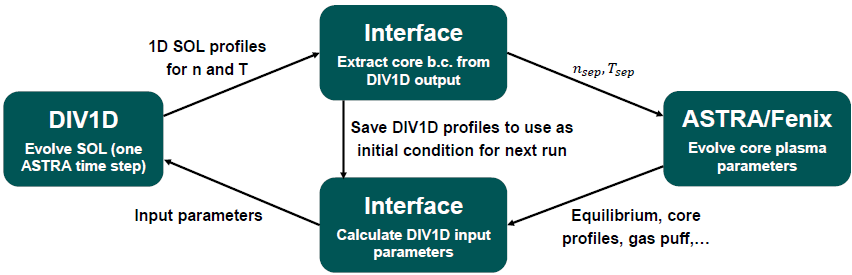 Interface
Extract core b.c. from
DIV1D output
1D SOL profiles
for n and T
n_sep, T_sep
DIV1D
Evolve SOL (one
ASTRA time step)
Save DIV1D profiles to use as
initial condition for next run
ASTRA/Fenix
Evolve core plasma
parameters
Input parameters
Interface
Calculate DIV1D input
parameters
Equilibrium, core
profiles, gas puff,...